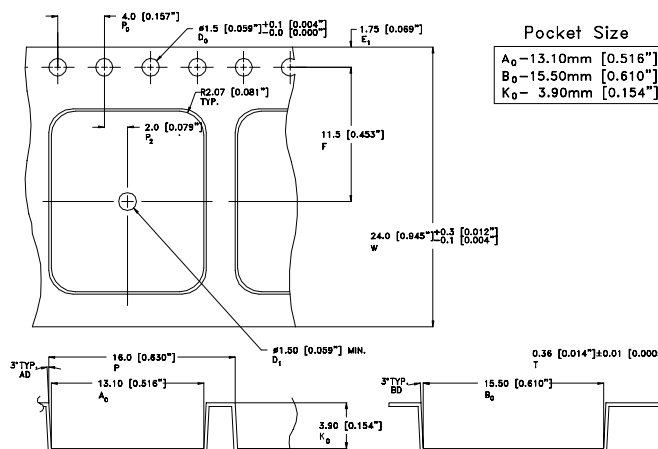 4.0 [0.157"]
P₀
ø1.5 [0.059"] +0.1 [0.004"]
-0.0 [0.000"]
D₀
1.75 [0.069"]
E₁
Pocket Size
A₀-13.10mm [0.516"]
B₀-15.50mm [0.610"]
K₀- 3.90mm [0.154"]
R2.07 [0.081"]
TYP.
2.0 [0.079"]
P₂
11.5 [0.453"]
F
24.0 [0.945"] +0.3 [0.012"]
-0.1 [0.004"]
W
ø1.50 [0.059"] MIN.
D₁
3° TYP.
AD
16.0 [0.630"]
P
13.10 [0.516"]
A₀
3.90 [0.154"]
K₀
3° TYP.
BD
15.50 [0.610"]
B₀
0.36 [0.014"]±0.01 [0.000
T